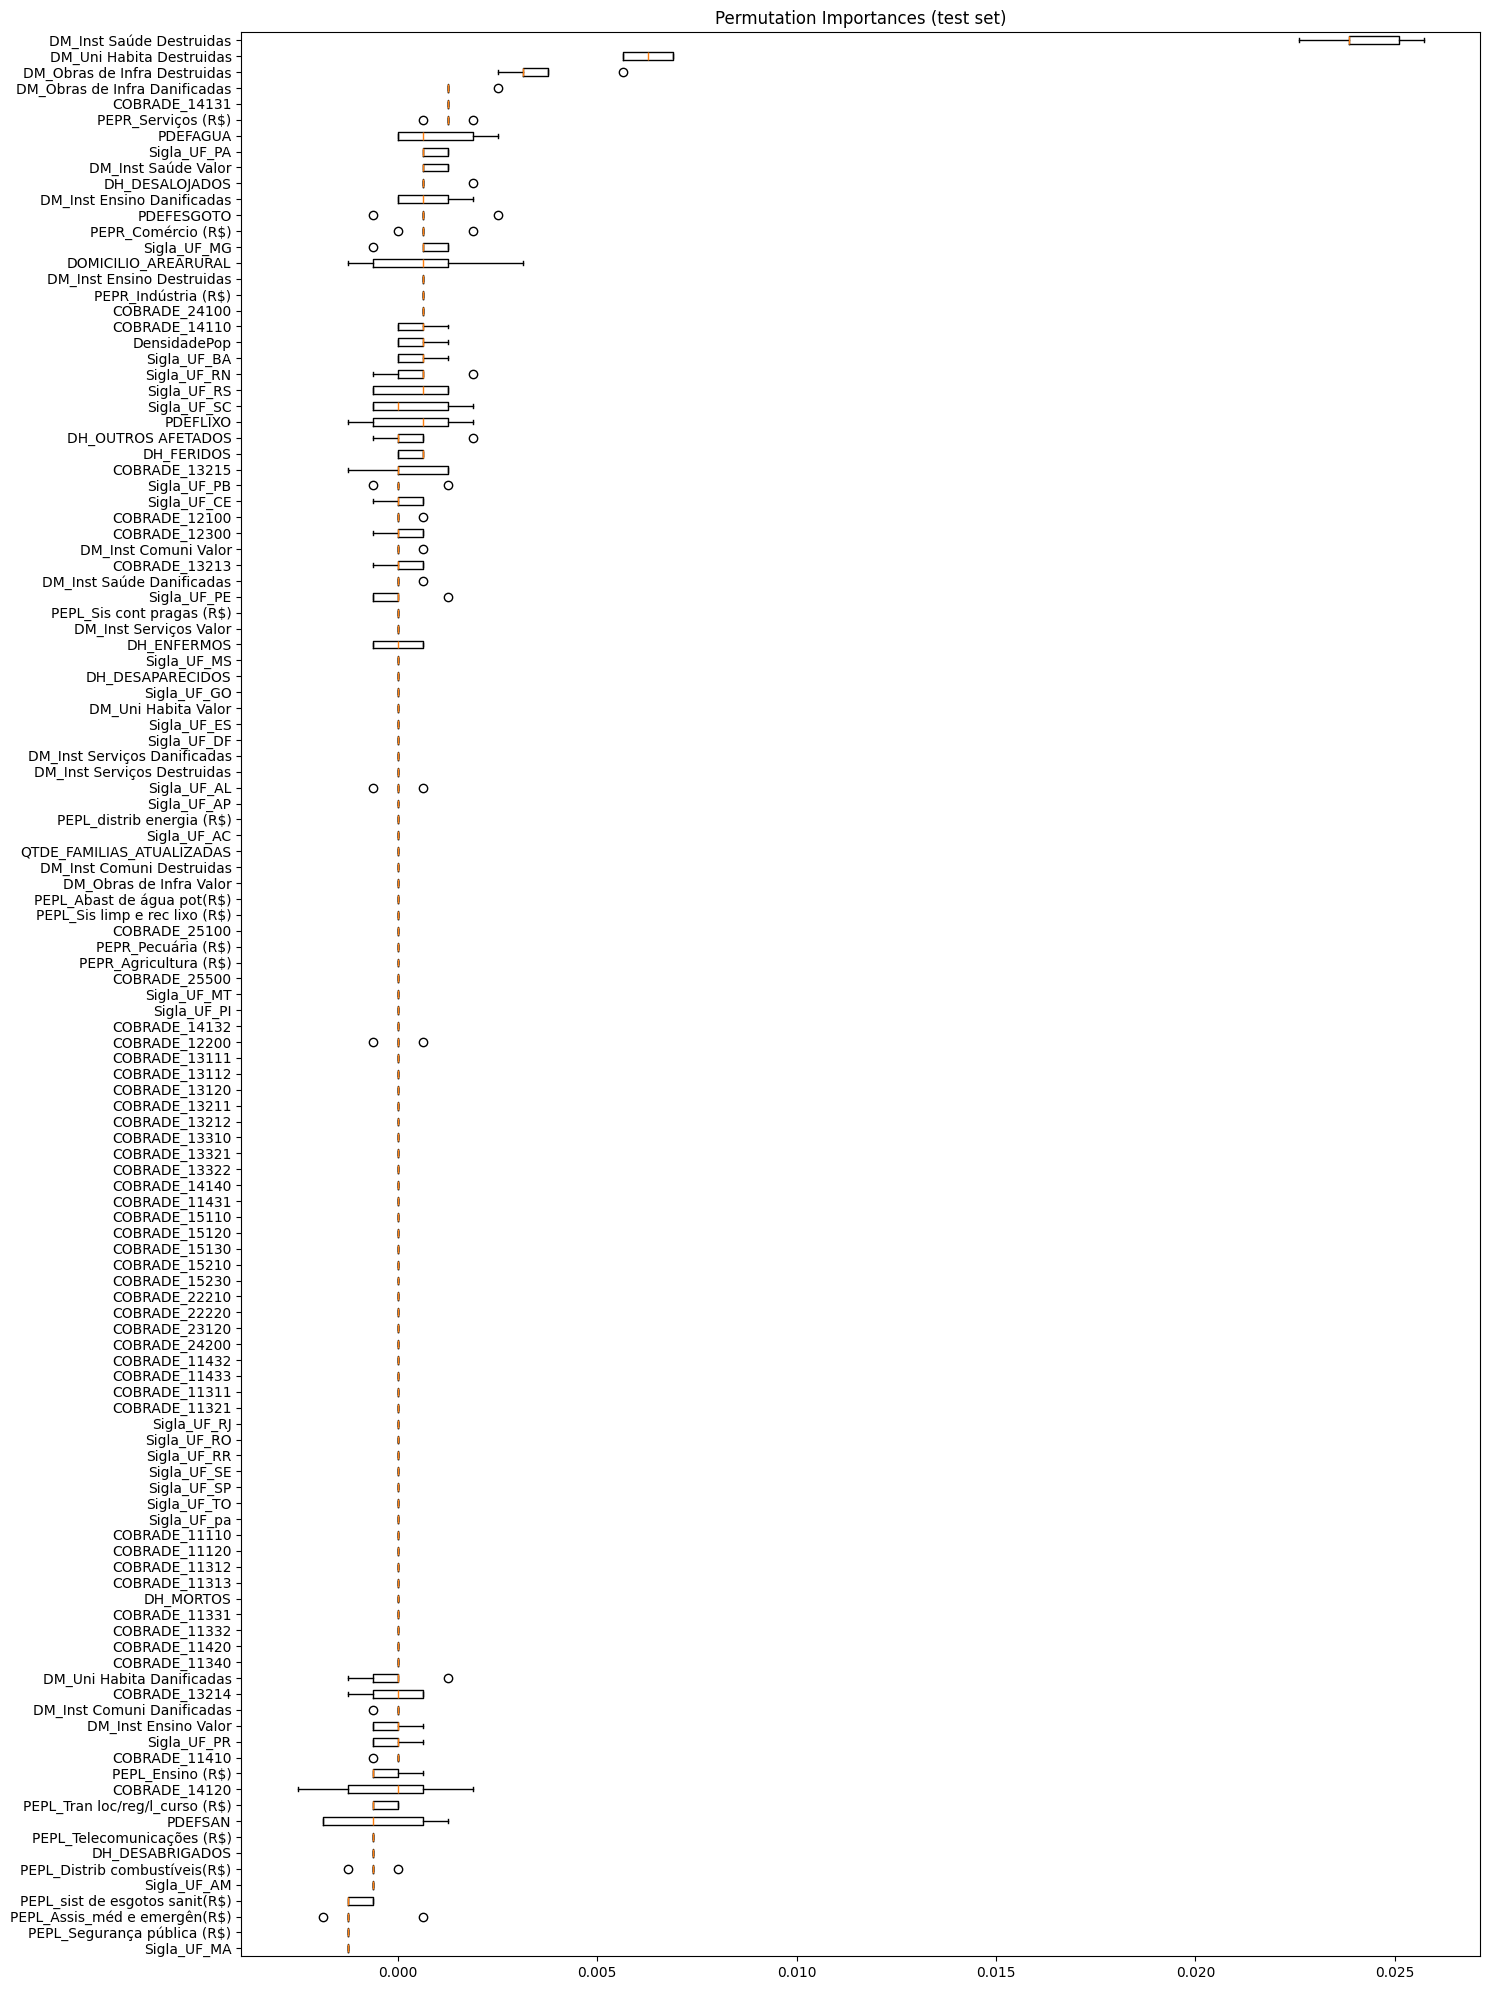 Permutation Importances (test set)
DM_Inst Saúde Destruidas
DM_Uni Habita Destruidas
DM_Obras de Infra Destruidas
DM_Obras de Infra Danificadas
COBRADE_14131
PEPR_Serviços (R$)
PDEFAGUA
Sigla_UF_PA
DM_Inst Saúde Valor
DH_DESALOJADOS
DM_Inst Ensino Danificadas
PDEFESGOTO
PEPR_Comércio (R$)
Sigla_UF_MG
DOMICILIO_AREARURAL
DM_Inst Ensino Destruidas
PEPR_Indústria (R$)
COBRADE_24100
COBRADE_14110
DensidadePop
Sigla_UF_BA
Sigla_UF_RN
Sigla_UF_RS
Sigla_UF_SC
PDEFLIXO
DH_OUTROS AFETADOS
DH_FERIDOS
COBRADE_13215
Sigla_UF_PB
Sigla_UF_CE
COBRADE_12100
COBRADE_12300
DM_Inst Comuni Valor
COBRADE_13213
DM_Inst Saúde Danificadas
Sigla_UF_PE
PEPL_Sis cont pragas (R$)
DM_Inst Serviços Valor
DH_ENFERMOS
Sigla_UF_MS
DH_DESAPARECIDOS
Sigla_UF_GO
DM_Uni Habita Valor
Sigla_UF_ES
Sigla_UF_DF
DM_Inst Serviços Danificadas
DM_Inst Serviços Destruidas
Sigla_UF_AL
Sigla_UF_AP
PEPL_distrib energia (R$)
Sigla_UF_AC
QTDE_FAMILIAS_ATUALIZADAS
DM_Inst Comuni Destruidas
DM_Obras de Infra Valor
PEPL_Abast de água pot(R$)
PEPL_Sis limp e rec lixo (R$)
COBRADE_25100
PEPR_Pecuária (R$)
PEPR_Agricultura (R$)
COBRADE_25500
Sigla_UF_MT
Sigla_UF_PI
COBRADE_14132
COBRADE_12200
COBRADE_13111
COBRADE_13112
COBRADE_13120
COBRADE_13211
COBRADE_13212
COBRADE_13310
COBRADE_13321
COBRADE_13322
COBRADE_14140
COBRADE_11431
COBRADE_15110
COBRADE_15120
COBRADE_15130
COBRADE_15210
COBRADE_15230
COBRADE_22210
COBRADE_22220
COBRADE_23120
COBRADE_24200
COBRADE_11432
COBRADE_11433
COBRADE_11311
COBRADE_11321
Sigla_UF_RJ
Sigla_UF_RO
Sigla_UF_RR
Sigla_UF_SE
Sigla_UF_SP
Sigla_UF_TO
Sigla_UF_pa
COBRADE_11110
COBRADE_11120
COBRADE_11312
COBRADE_11313
DH_MORTOS
COBRADE_11331
COBRADE_11332
COBRADE_11420
COBRADE_11340
DM_Uni Habita Danificadas
COBRADE_13214
DM_Inst Comuni Danificadas
DM_Inst Ensino Valor
Sigla_UF_PR
COBRADE_11410
PEPL_Ensino (R$)
COBRADE_14120
PEPL_Tran loc/reg/l_curso (R$)
PDEFSAN
PEPL_Telecomunicações (R$)
DH_DESABRIGADOS
PEPL_Distrib combustíveis(R$)
Sigla_UF_AM
PEPL_sist de esgotos sanit(R$)
PEPL_Assis_méd e emergên(R$)
PEPL_Segurança pública (R$)
Sigla_UF_MA
0.000 0.005 0.010 0.015 0.020 0.025